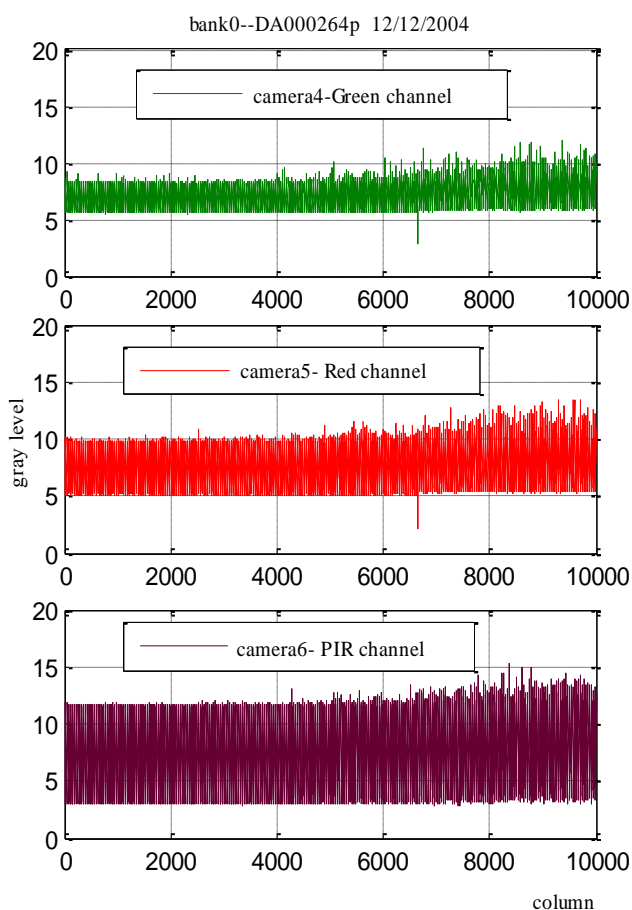 bank0--DA000264p 12/12/2004
20
camera4-Green channel
15
10
5
0
0 2000 4000 6000 8000 10000
20
camera5- Red channel
15
10
gray level
5
0
0 2000 4000 6000 8000 10000
20
camera6- PIR channel
15
10
5
0
0 2000 4000 6000 8000 10000
column